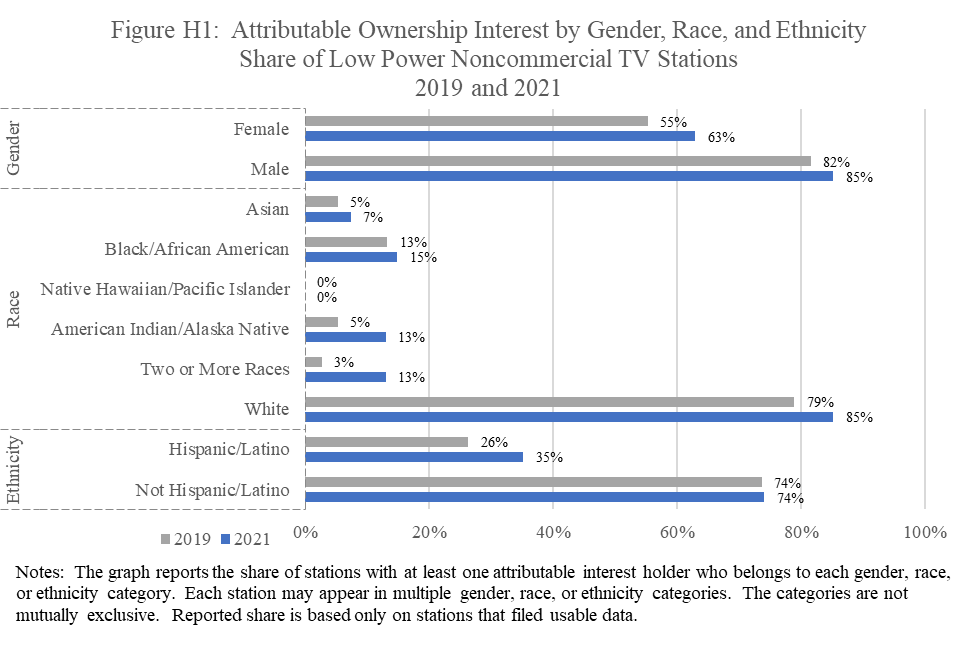 Figure H1:  Attributable Ownership Interest by Gender, Race, and Ethnicity
Share of Low Power Noncommercial TV Stations
2019 and 2021
Gender
Female
55%
63%
Male
82%
85%
Race
Asian
5%
7%
Black/African American
13%
15%
Native Hawaiian/Pacific Islander
0%
0%
American Indian/Alaska Native
5%
13%
Two or More Races
3%
13%
White
79%
85%
Ethnicity
Hispanic/Latino
26%
35%
Not Hispanic/Latino
74%
74%
0% 20% 40% 60% 80% 100%
2019 2021
Notes:  The graph reports the share of stations with at least one attributable interest holder who belongs to each gender, race,
or ethnicity category.  Each station may appear in multiple gender, race, or ethnicity categories.  The categories are not
mutually exclusive.  Reported share is based only on stations that filed usable data.